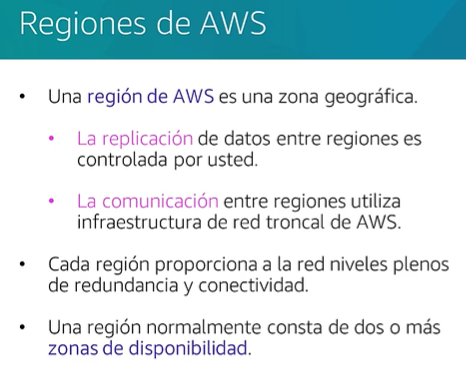 Regiones de AWS
• Una región de AWS es una zona geográfica.
• La replicación de datos entre regiones es
controlada por usted.
• La comunicación entre regiones utiliza
infraestructura de red troncal de AWS.
• Cada región proporciona a la red niveles plenos
de redundancia y conectividad.
• Una región normalmente consta de dos o más
zonas de disponibilidad.